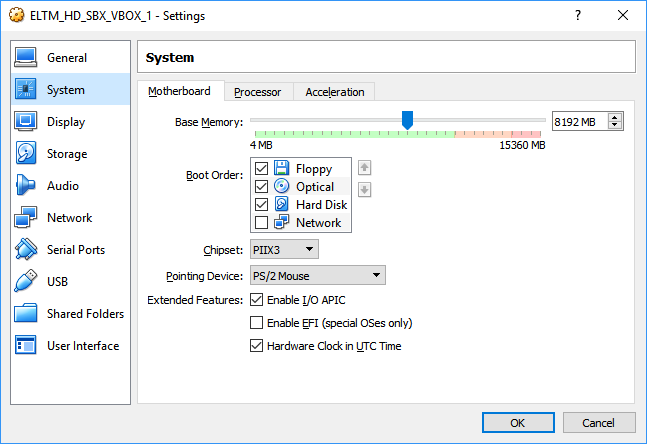 ELTM_HD_SBX_VBOX_1 - Settings
?
General
System
Display
Storage
Audio
Network
Serial Ports
USB
Shared Folders
User Interface
System
Motherboard Processor Acceleration
Base Memory: 8192 MB
4 MB 15360 MB
Boot Order: Floppy
Optical
Hard Disk
Network
Chipset: PIIX3
Pointing Device: PS/2 Mouse
Extended Features: Enable I/O APIC
Enable EFI (special OSes only)
Hardware Clock in UTC Time
OK Cancel